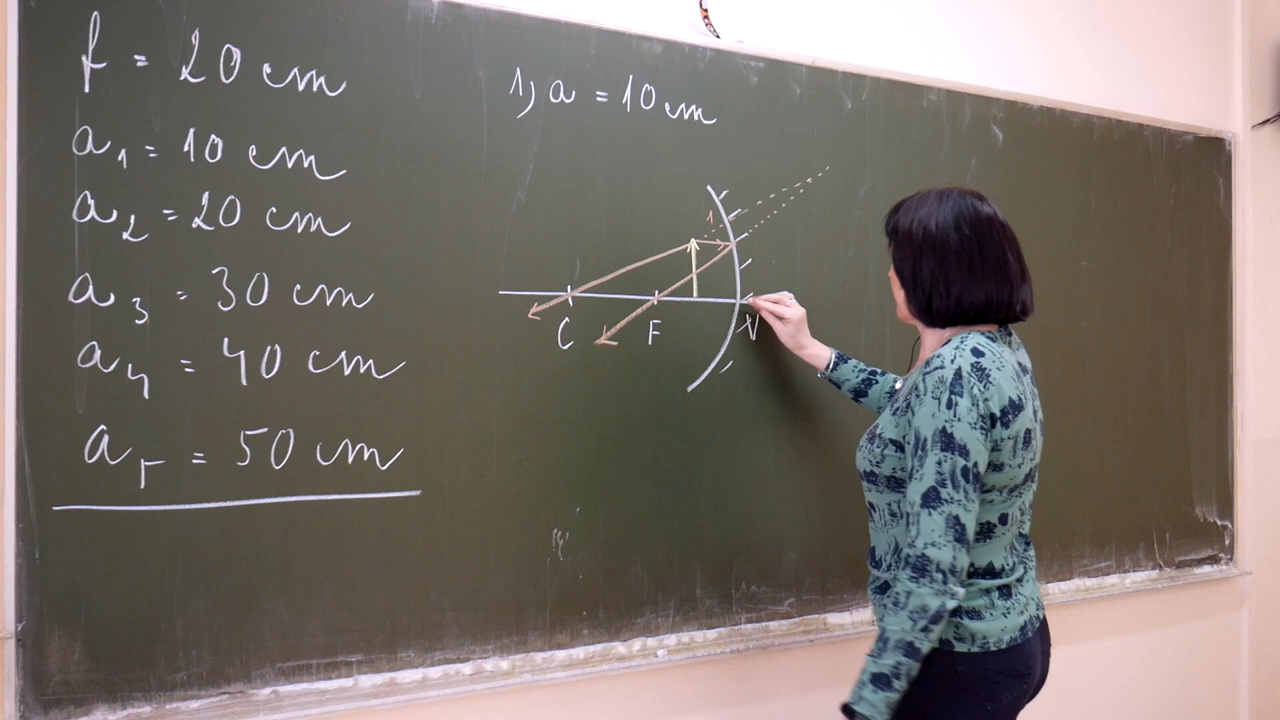 f = 20 cm
a₁ = 10 cm
a₂ = 20 cm
a₃ = 30 cm
a₄ = 40 cm
a₅ = 50 cm
1) a = 10 cm
1
C F V